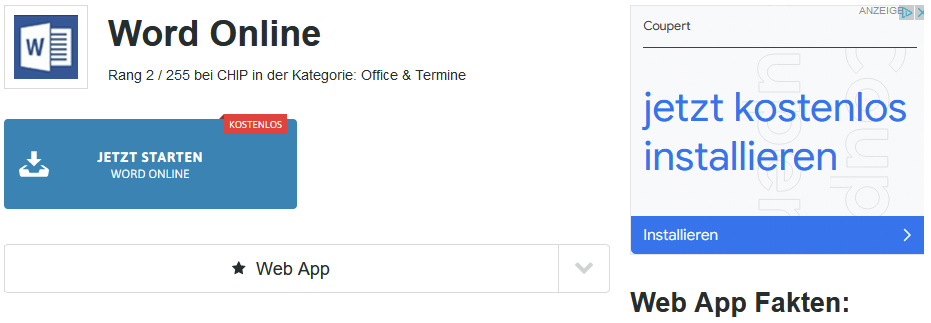 W
Word Online
Rang 2 / 255 bei CHIP in der Kategorie: Office & Termine
KOSTENLOS
JETZT STARTEN
WORD ONLINE
Web App
ANZEIGE
Coupert
jetzt kostenlos
installieren
Installieren
Web App Fakten: